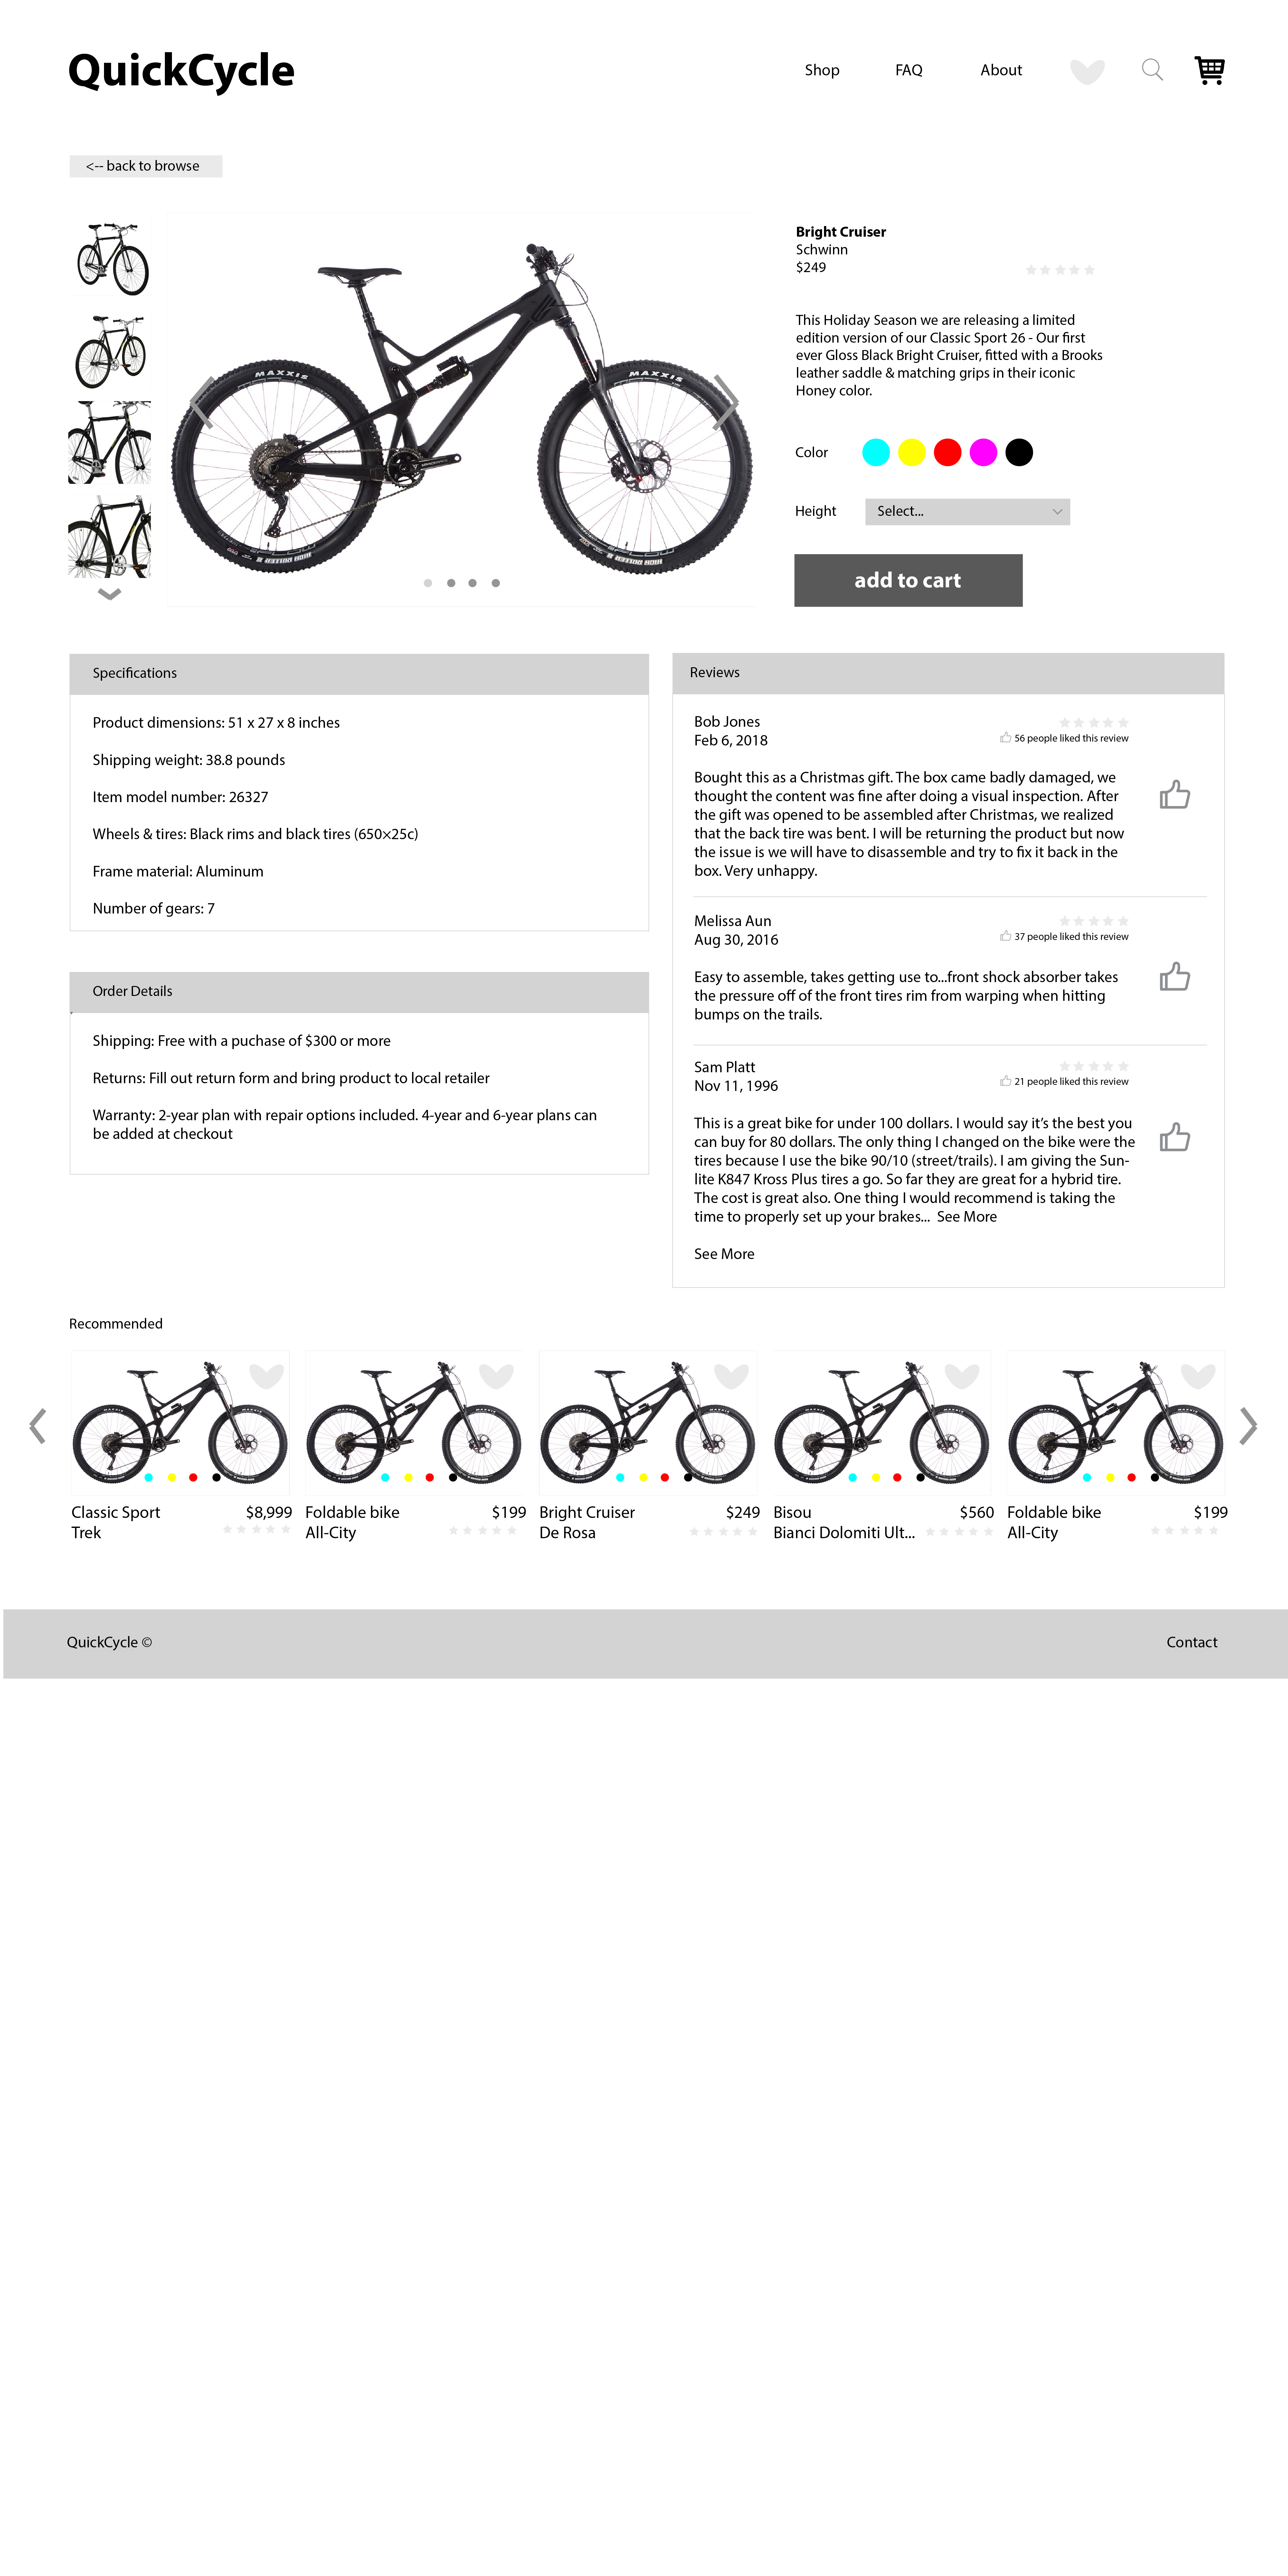 QuickCycle
Shop
FAQ
About
<-- back to browse
MAXXIS
MAXXIS
Bright Cruiser
Schwinn
$249
This Holiday Season we are releasing a limited
edition version of our Classic Sport 26 - Our first
ever Gloss Black Bright Cruiser, fitted with a Brooks
leather saddle & matching grips in their iconic
Honey color.
Color
Height
Select...
add to cart
Specifications
Product dimensions: 51 x 27 x 8 inches
Shipping weight: 38.8 pounds
Item model number: 26327
Wheels & tires: Black rims and black tires (650×25c)
Frame material: Aluminum
Number of gears: 7
Order Details
Shipping: Free with a puchase of $300 or more
Returns: Fill out return form and bring product to local retailer
Warranty: 2-year plan with repair options included. 4-year and 6-year plans can
be added at checkout
Reviews
Bob Jones
Feb 6, 2018
56 people liked this review
Bought this as a Christmas gift. The box came badly damaged, we
thought the content was fine after doing a visual inspection. After
the gift was opened to be assembled after Christmas, we realized
that the back tire was bent. I will be returning the product but now
the issue is we will have to disassemble and try to fix it back in the
box. Very unhappy.
Melissa Aun
Aug 30, 2016
37 people liked this review
Easy to assemble, takes getting use to...front shock absorber takes
the pressure off of the front tires rim from warping when hitting
bumps on the trails.
Sam Platt
Nov 11, 1996
21 people liked this review
This is a great bike for under 100 dollars. I would say it’s the best you
can buy for 80 dollars. The only thing I changed on the bike were the
tires because I use the bike 90/10 (street/trails). I am giving the Sun-
lite K847 Kross Plus tires a go. So far they are great for a hybrid tire.
The cost is great also. One thing I would recommend is taking the
time to properly set up your brakes... See More
See More
Recommended
Classic Sport
$8,999
Trek
Foldable bike
$199
All-City
Bright Cruiser
$249
De Rosa
Bisou
$560
Bianci Dolomiti Ult...
Foldable bike
$199
All-City
QuickCycle ©
Contact